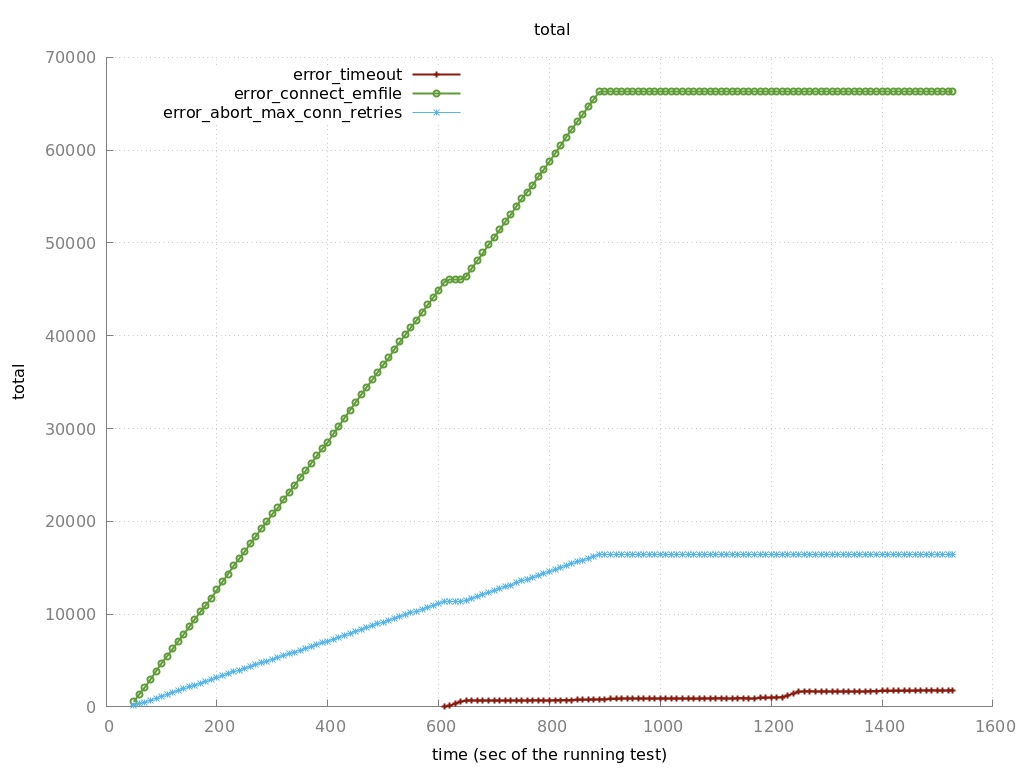 total
70000
60000
50000
40000
30000
20000
10000
0
error_timeout
error_connect_emfile
error_abort_max_conn_retries
total
0 200 400 600 800 1000 1200 1400 1600
time (sec of the running test)